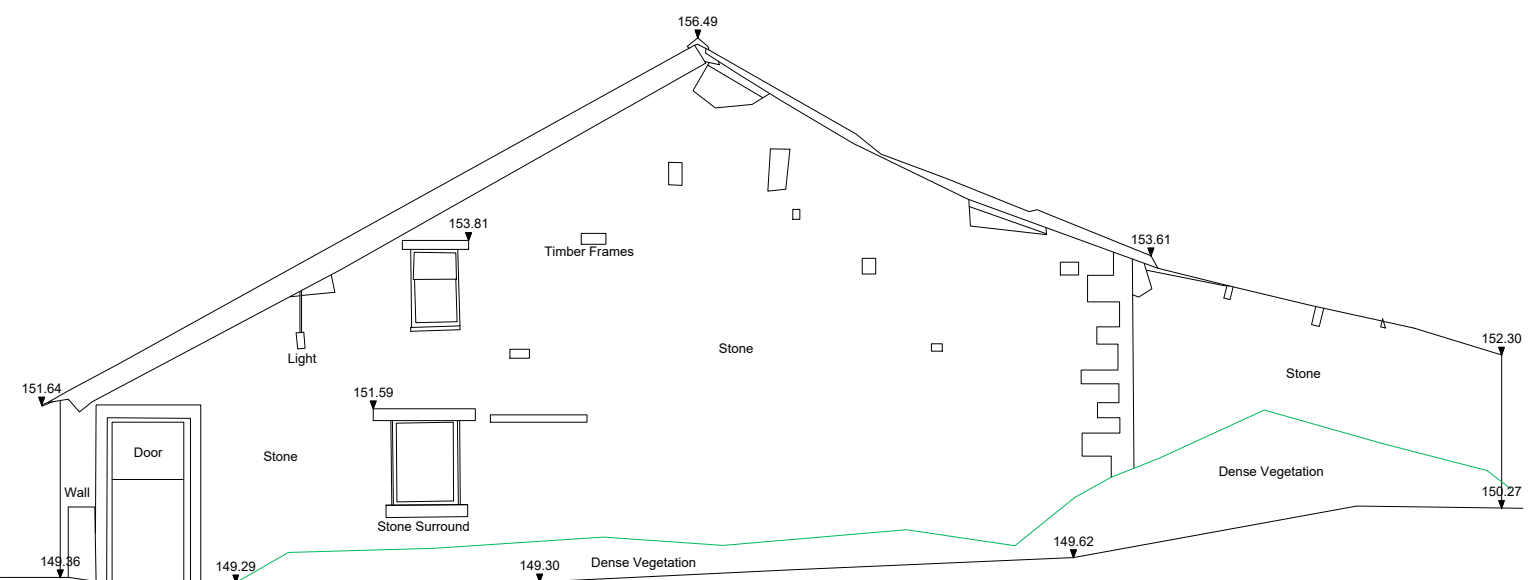 156.49
153.81
Timber Frames
153.61
Light
Stone
152.30
151.64
151.59
Stone
Door
Stone
Dense Vegetation
Wall
150.27
Stone Surround
149.36
149.29
149.30
Dense Vegetation
149.62